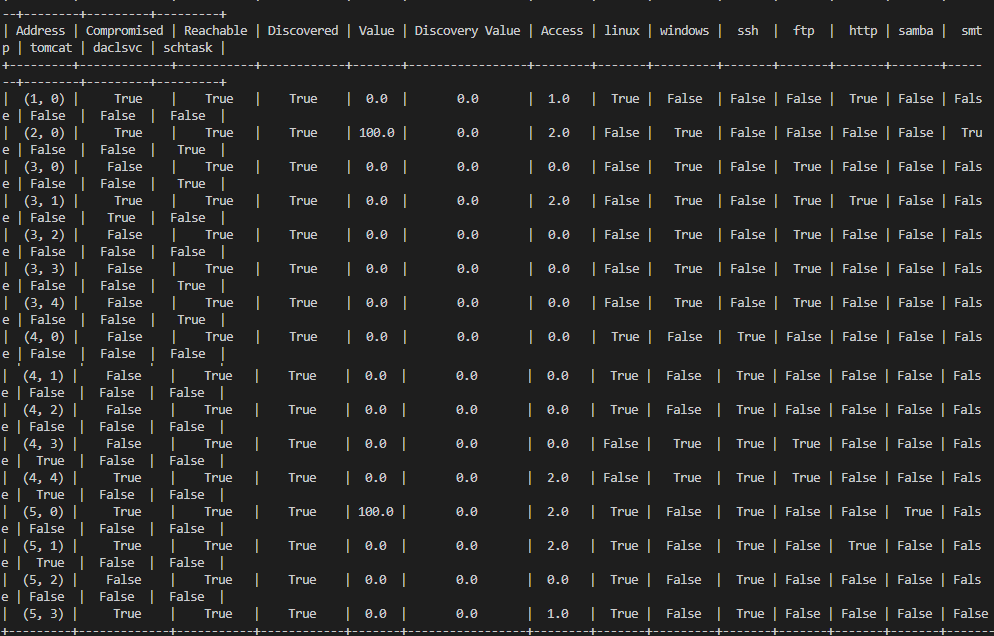 --+--------+---------+---------+
| Address | Compromised | Reachable | Discovered | Value | Discovery Value | Access | linux | windows | ssh | ftp | http | samba | smt
p | tomcat | daclsvc | schtask |
+---------+-------------+-----------+------------+-------+-----------------+--------+-------+---------+-------+-------+-------+-------+-----
--+--------+---------+---------+
| (1, 0) | True | True | True | 0.0 | 0.0 | 1.0 | True | False | False | False | True | False | Fals
e | False | False | False |
| (2, 0) | True | True | True | 100.0 | 0.0 | 2.0 | False | True | False | False | False | False | Tru
e | False | False | True |
| (3, 0) | False | True | True | 0.0 | 0.0 | 0.0 | False | True | False | True | False | False | Fals
e | False | False | True |
| (3, 1) | True | True | True | 0.0 | 0.0 | 2.0 | False | True | False | True | True | False | Fals
e | False | True | False |
| (3, 2) | False | True | True | 0.0 | 0.0 | 0.0 | False | True | False | True | False | False | Fals
e | False | False | False |
| (3, 3) | False | True | True | 0.0 | 0.0 | 0.0 | False | True | False | True | False | False | Fals
e | False | False | True |
| (3, 4) | False | True | True | 0.0 | 0.0 | 0.0 | False | True | False | True | False | False | Fals
e | False | False | True |
| (4, 0) | False | True | True | 0.0 | 0.0 | 0.0 | True | False | True | False | False | False | Fals
e | False | False | False |
| (4, 1) | False | True | True | 0.0 | 0.0 | 0.0 | True | False | True | False | False | False | Fals
e | False | False | False |
| (4, 2) | False | True | True | 0.0 | 0.0 | 0.0 | True | False | True | False | False | False | Fals
e | False | False | False |
| (4, 3) | False | True | True | 0.0 | 0.0 | 0.0 | False | True | True | True | False | False | Fals
e | True | False | False |
| (4, 4) | True | True | True | 0.0 | 0.0 | 2.0 | False | True | True | True | False | False | Fals
e | True | False | False |
| (5, 0) | True | True | True | 100.0 | 0.0 | 2.0 | True | False | True | False | False | True | Fals
e | False | False | False |
| (5, 1) | True | True | True | 0.0 | 0.0 | 2.0 | True | False | True | False | True | False | Fals
e | True | False | False |
| (5, 2) | False | True | True | 0.0 | 0.0 | 0.0 | True | False | True | False | False | False | Fals
e | False | False | False |
| (5, 3) | True | True | True | 0.0 | 0.0 | 1.0 | True | False | True | False | False | False | False
+---------+-------------+-----------+------------+-------+-----------------+--------+-------+---------+-------+-------+-------+-------+-----